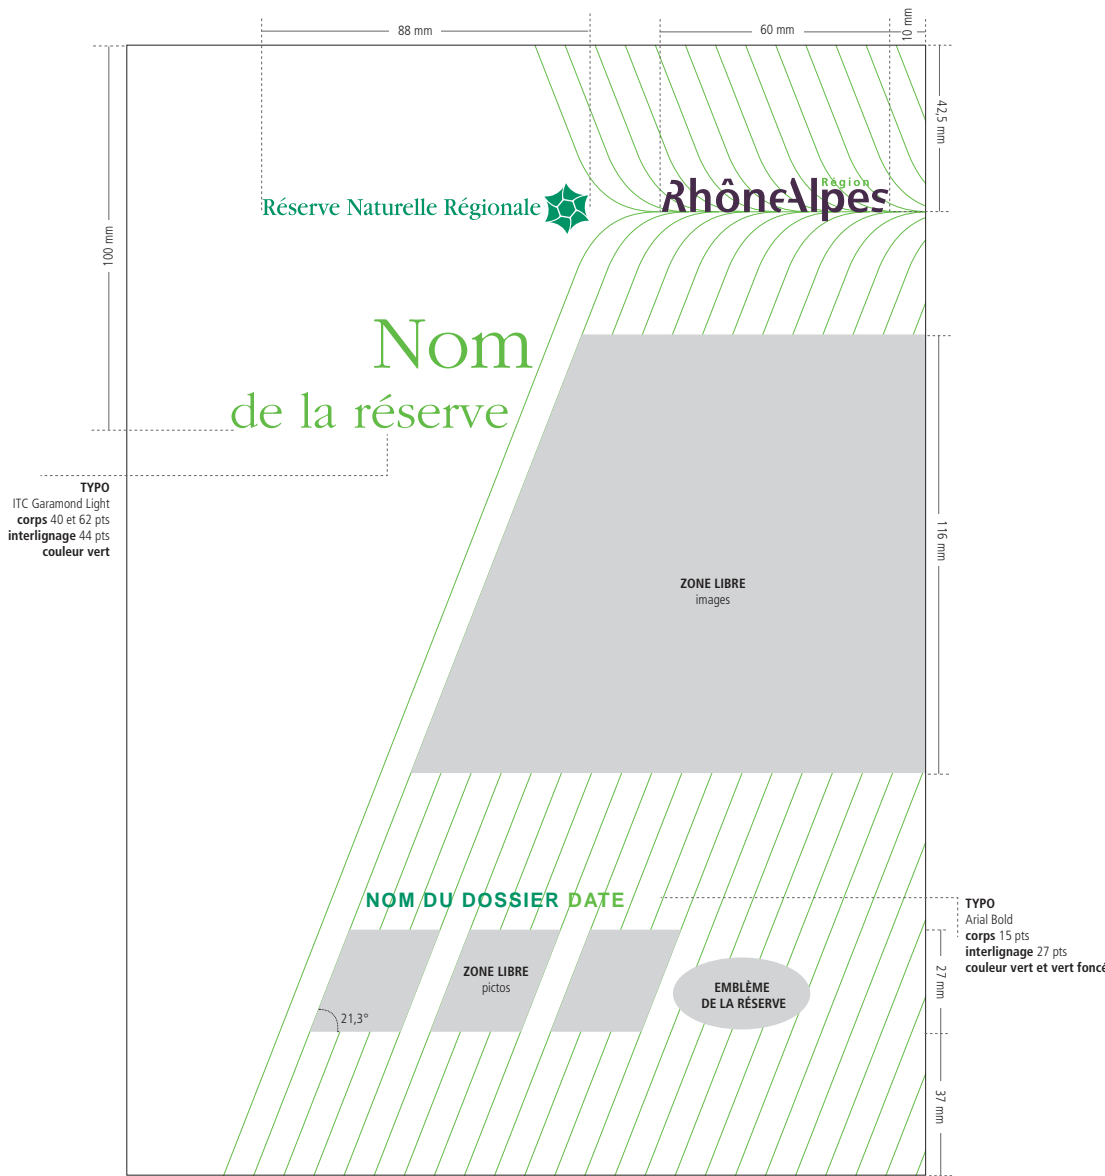 88 mm
60 mm
10 mm
42,5 mm
Réserve Naturelle Régionale
Région
RhôneAlpes
100 mm
Nom
de la réserve
TYPO
ITC Garamond Light
corps 40 et 62 pts
interlignage 44 pts
couleur vert
116 mm
ZONE LIBRE
images
NOM DU DOSSIER DATE
TYPO
Arial Bold
corps 15 pts
interlignage 27 pts
couleur vert et vert foncé
ZONE LIBRE
pictos
EMBLÈME
DE LA RÉSERVE
27 mm
21,3°
37 mm